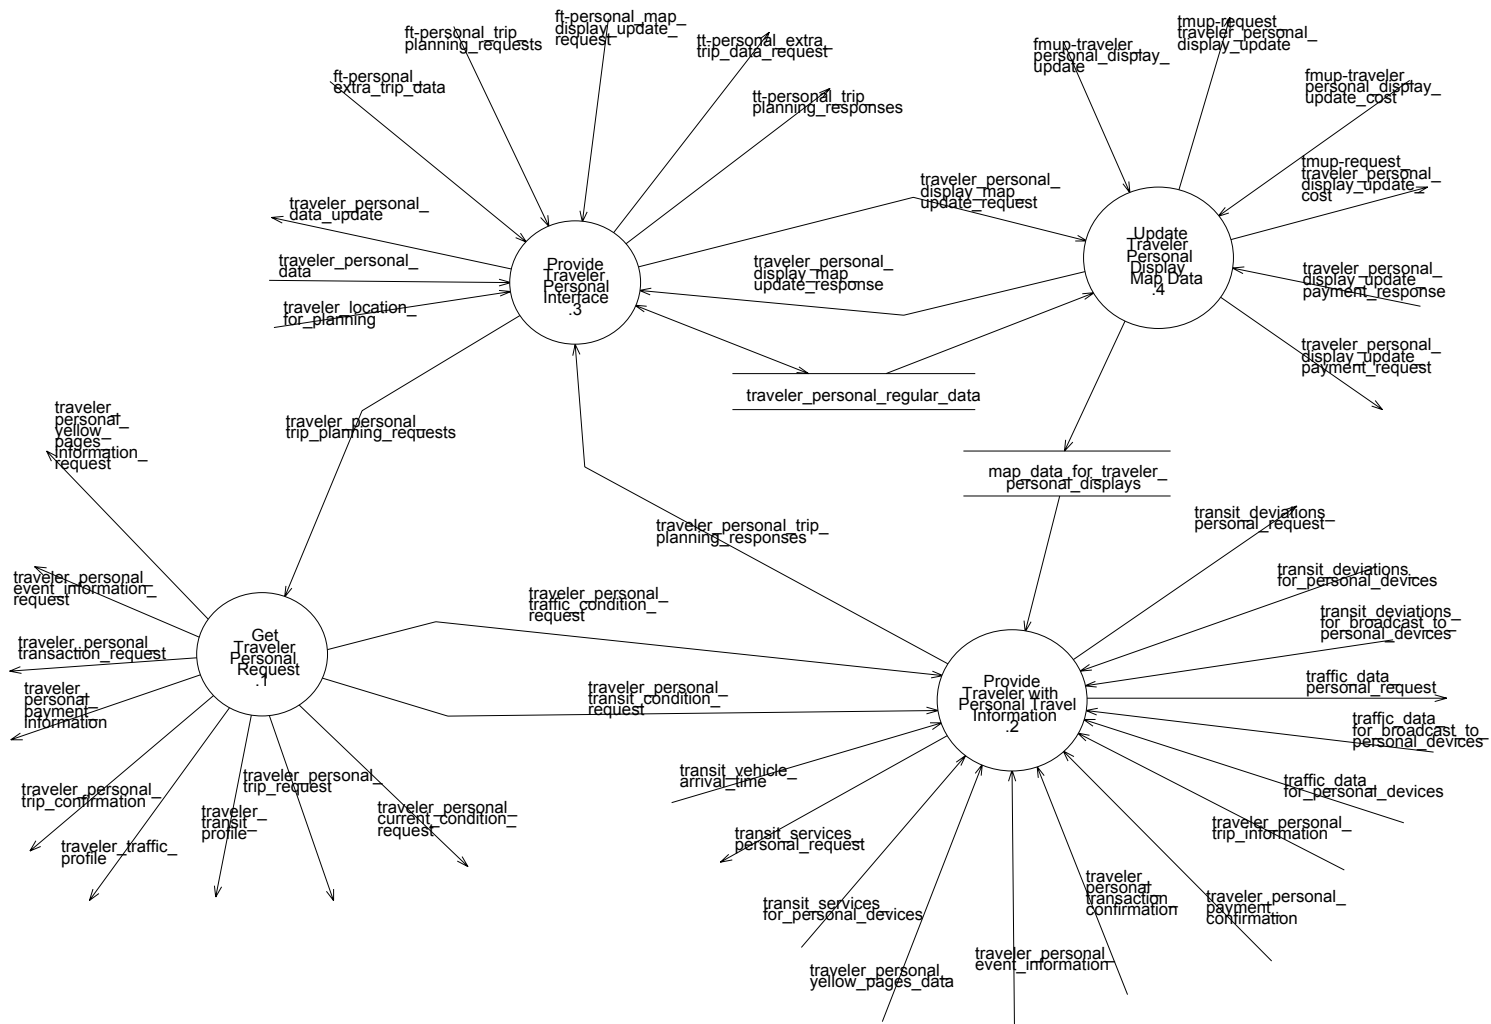 ft-personal_map_
display_update_
request
ft-personal_trip_
planning_requests
tt-personal_extra_
trip_data_request
ft-personal_
extra_trip_data
tt-personal_trip_
planning_responses
fmup-traveler_
personal_display_
update
tmup-request_
traveler_personal_
display_update
fmup-traveler_
personal_display_
update_cost
tmup-request_
traveler_personal_
display_update_
cost
traveler_personal_
data_update
traveler_personal_
data
traveler_location_
for_planning
Provide
Traveler
Personal
Interface
.3
traveler_personal_
display_map_
update_request
traveler_personal_
display_map_
update_response
Update
Traveler
Personal
Display
Map Data
.4
traveler_personal_
display_update_
payment_response
traveler_personal_
display_update_
payment_request
traveler_personal_regular_data
traveler_personal_
trip_planning_requests
traveler_
personal_
yellow_
pages_
information_
request
map_data_for_traveler_
personal_displays
traveler_personal_trip_
planning_responses
transit_deviations_
personal_request
transit_deviations_
for_personal_devices
transit_deviations_
for_broadcast_to_
personal_devices
traveler_personal_
event_information_
request
traveler_personal_
transaction_request
traveler_
personal_
payment_
information
Get
Traveler
Personal
Request
.1
traveler_personal_
traffic_condition_
request
traveler_personal_
transit_condition_
request
Provide
Traveler with
Personal Travel
Information
.2
traffic_data_
personal_request
traffic_data_
for_broadcast_to_
personal_devices
traffic_data_
for_personal_devices
traveler_personal_
trip_information
traveler_personal_
trip_confirmation
traveler_traffic_
profile
traveler_
transit_
profile
traveler_personal_
trip_request
traveler_personal_
current_condition_
request
transit_vehicle_
arrival_time
transit_services_
personal_request
transit_services_
for_personal_devices
traveler_personal_
yellow_pages_data
traveler_personal_
event_information
traveler_
personal_
transaction_
confirmation
traveler_personal_
payment_
confirmation